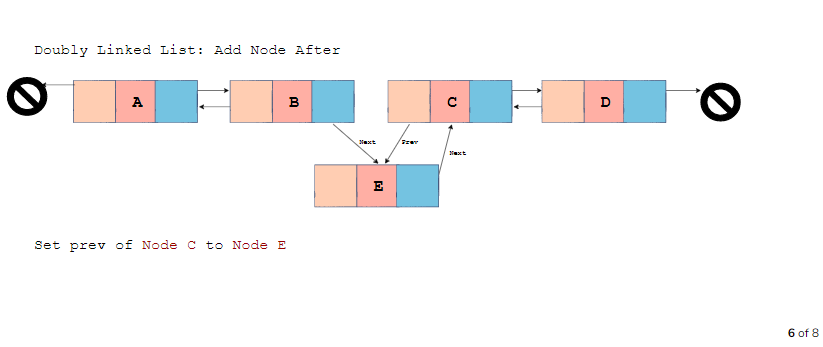 Doubly Linked List: Add Node After
A B C D
Next Prev
Next
E
Set prev of Node C to Node E
6 of 8